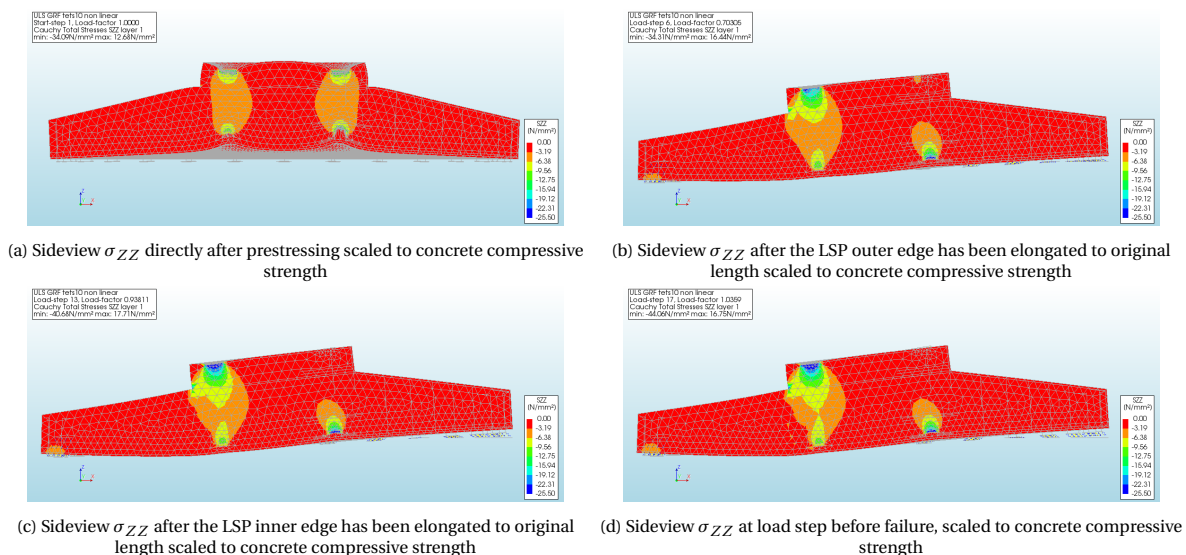 ULS GRF tets10 non linear
Start-step 1, Load-factor 1.0000
Cauchy Total Stresses SZZ layer 1
min: -34.09N/mm² max: 12.68N/mm²
SZZ
(N/mm²)
0.00
-3.19
-6.38
-9.56
-12.75
-15.94
-19.12
-22.31
-25.50
Z
X
(a) Sideview σZZ directly after prestressing scaled to concrete compressive
strength
ULS GRF tets10 non linear
Load-step 6, Load-factor 0.70305
Cauchy Total Stresses SZZ layer 1
min: -34.31N/mm² max: 16.44N/mm²
SZZ
(N/mm²)
0.00
-3.19
-6.38
-9.56
-12.75
-15.94
-19.12
-22.31
-25.50
Z
X
(b) Sideview σZZ after the LSP outer edge has been elongated to original
length scaled to concrete compressive strength
ULS GRF tets10 non linear
Load-step 13, Load-factor 0.93811
Cauchy Total Stresses SZZ layer 1
min: -40.68N/mm² max: 17.71N/mm²
SZZ
(N/mm²)
0.00
-3.19
-6.38
-9.56
-12.75
-15.94
-19.12
-22.31
-25.50
Z
X
(c) Sideview σZZ after the LSP inner edge has been elongated to original
length scaled to concrete compressive strength
ULS GRF tets10 non linear
Load-step 17, Load-factor 1.0359
Cauchy Total Stresses SZZ layer 1
min: -44.06N/mm² max: 16.75N/mm²
SZZ
(N/mm²)
0.00
-3.19
-6.38
-9.56
-12.75
-15.94
-19.12
-22.31
-25.50
Z
X
(d) Sideview σZZ at load step before failure, scaled to concrete compressive
strength